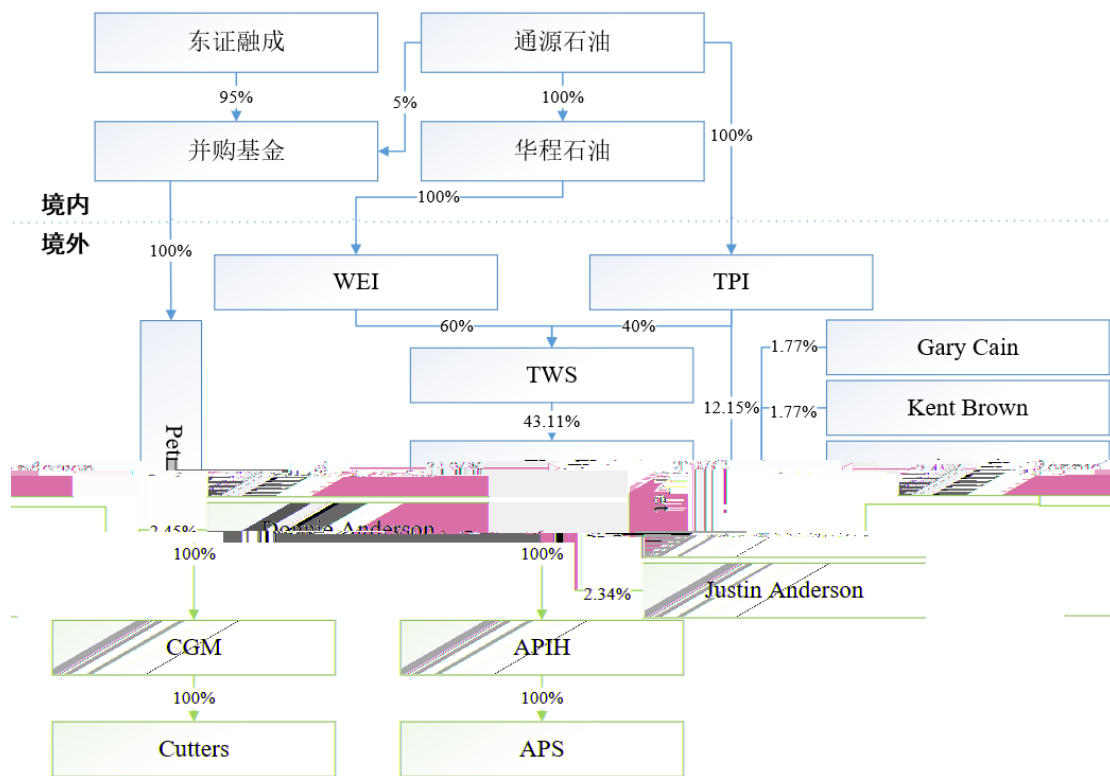 东证融成
通源石油
95%
5%
100%
100%
并购基金
华程石油
100%
境内
境外
100%
WEI
TPI
60%
40%
1.77%
Gary Cain
TWS
43.11%
12.15%
1.77%
Kent Brown
2.45%
Donnie Anderson
100%
100%
2.34%
Justin Anderson
CGM
APIH
100%
100%
Cutters
APS